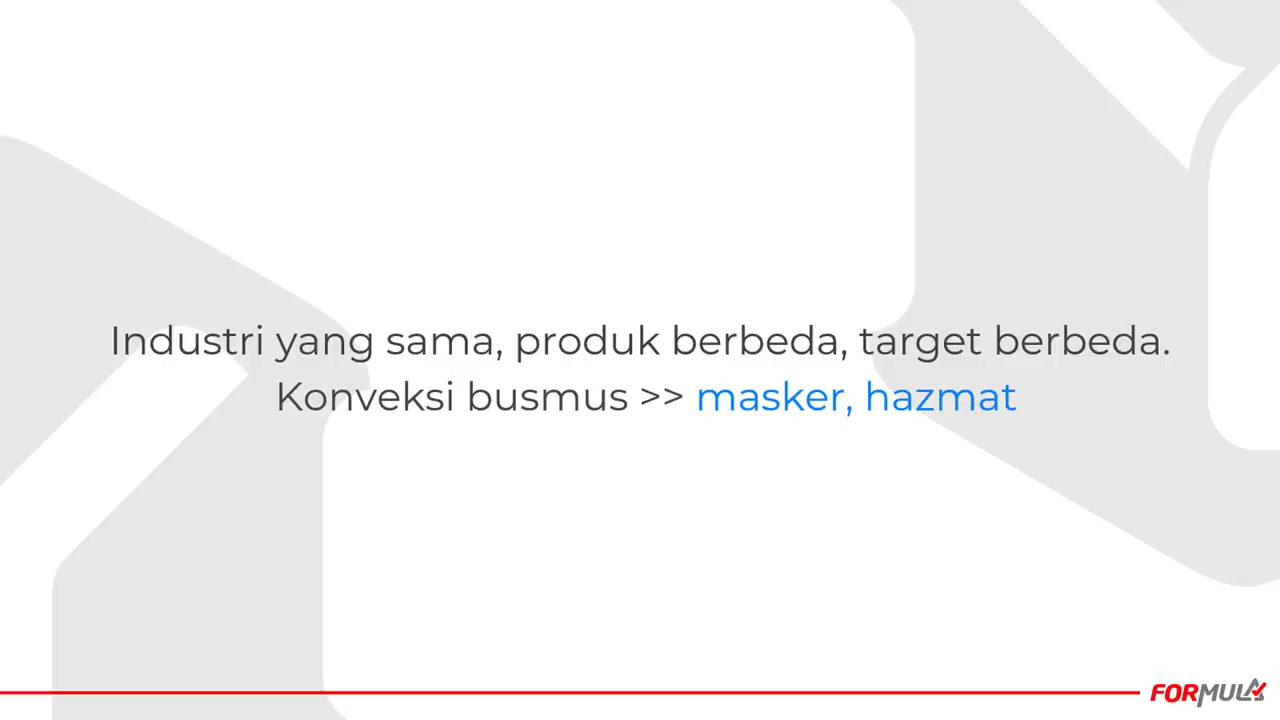 Industri yang sama, produk berbeda, target berbeda.
Konveksi busmus >> masker, hazmat
FORMULA